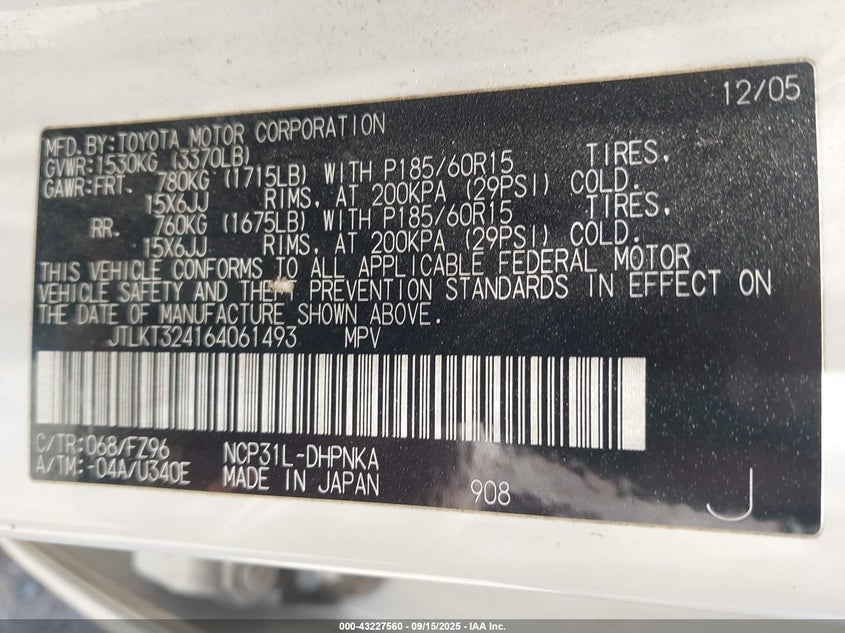 12/05
MFD. BY:TOYOTA MOTOR CORPORATION
GVWR:1530KG (3370LB)
GAWR:FRT. 780KG (1715LB) WITH P185/60R15 TIRES,
15X6JJ RIMS, AT 200KPA (29PSI) COLD.
RR. 760KG (1675LB) WITH P185/60R15 TIRES,
15X6JJ RIMS, AT 200KPA (29PSI) COLD.
THIS VEHICLE CONFORMS TO ALL APPLICABLE FEDERAL MOTOR
VEHICLE SAFETY AND THEFT PREVENTION STANDARDS IN EFFECT ON
THE DATE OF MANUFACTURE SHOWN ABOVE.
JTLKT324164061493 MPV
C/TR:068/FZ96 NCP31L-DHPNKA
A/TM:-04A/U340E MADE IN JAPAN 908 J
000-43227560 - 09/15/2025 - IAA Inc.